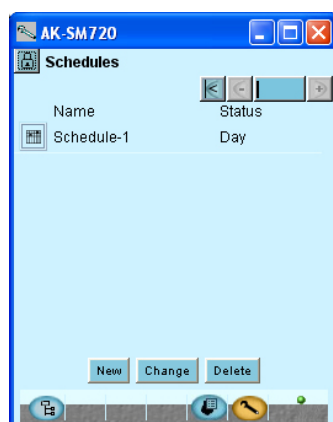 AK-SM720
Schedules
Name Status
Schedule-1 Day
New Change Delete